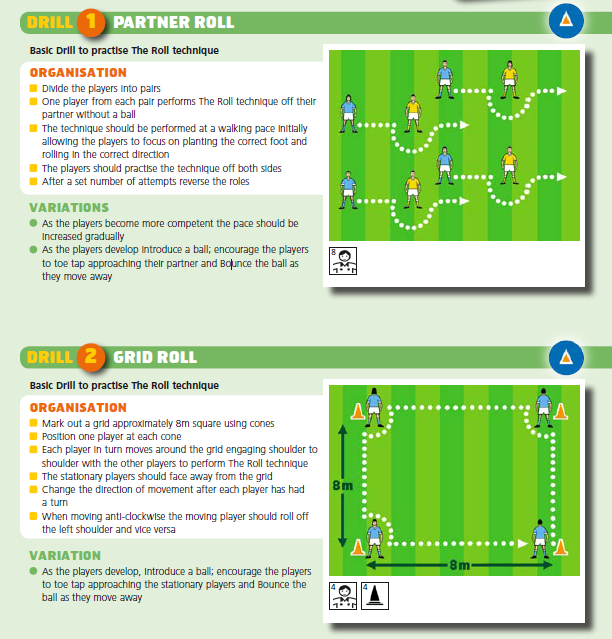 DRILL 1 PARTNER ROLL
Basic Drill to practise The Roll technique
ORGANISATION
Divide the players into pairs
One player from each pair performs The Roll technique off their
partner without a ball
The technique should be performed at a walking pace initially
allowing the players to focus on planting the correct foot and
rolling in the correct direction
The players should practise the technique off both sides
After a set number of attempts reverse the roles
VARIATIONS
As the players become more competent the pace should be
increased gradually
As the players develop introduce a ball; encourage the players
to toe tap approaching their partner and Bounce the ball as
they move away
8
DRILL 2 GRID ROLL
Basic Drill to practise The Roll technique
ORGANISATION
Mark out a grid approximately 8m square using cones
Position one player at each cone
Each player in turn moves around the grid engaging shoulder to
shoulder with the other players to perform The Roll technique
The stationary players should face away from the grid
Change the direction of movement after each player has had
a turn
When moving anti-clockwise the moving player should roll off
the left shoulder and vice versa
VARIATION
As the players develop, introduce a ball; encourage the players
to toe tap approaching the stationary players and Bounce the
ball as they move away
8m
8m
4 4